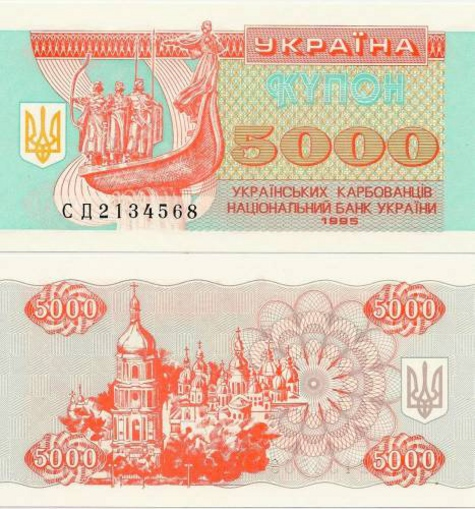 УКРАЇНА
КУПОН
5000
УКРАЇНСЬКИХ КАРБОВАНЦІВ
НАЦІОНАЛЬНИЙ БАНК УКРАЇНИ
1995
СД2134568
5000 5000
5000 5000